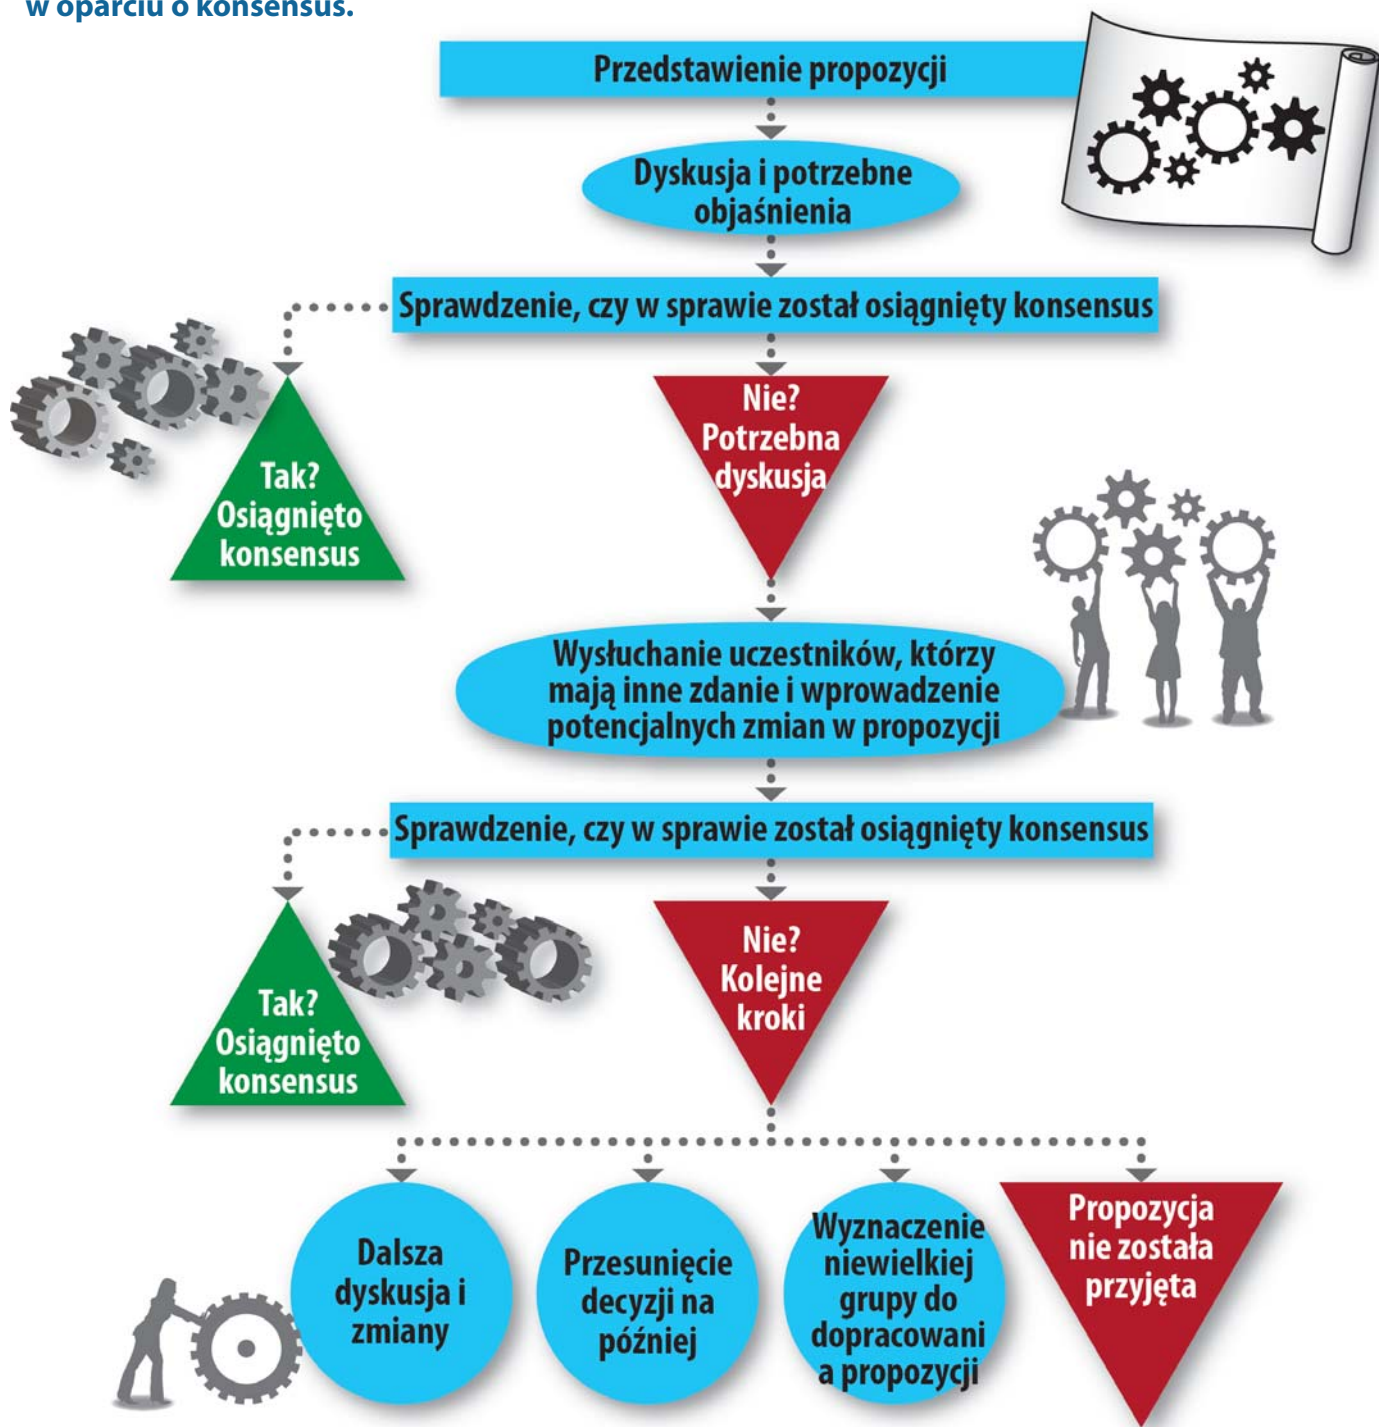 w oparciu o konsensus.
Przedstawienie propozycji
Dyskusja i potrzebne
objaśnienia
Sprawdzenie, czy w sprawie został osiągnięty konsensus
Tak?
Osiągnięto
konsensus
Nie?
Potrzebna
dyskusja
Wysłuchanie uczestników, którzy
mają inne zdanie i wprowadzenie
potencjalnych zmian w propozycji
Sprawdzenie, czy w sprawie został osiągnięty konsensus
Tak?
Osiągnięto
konsensus
Nie?
Kolejne
kroki
Dalsza
dyskusja i
zmiany
Przesunięcie
decyzji na
później
Wyznaczenie
niewielkiej
grupy do
dopracowani
a propozycji
Propozycja
nie została
przyjęta